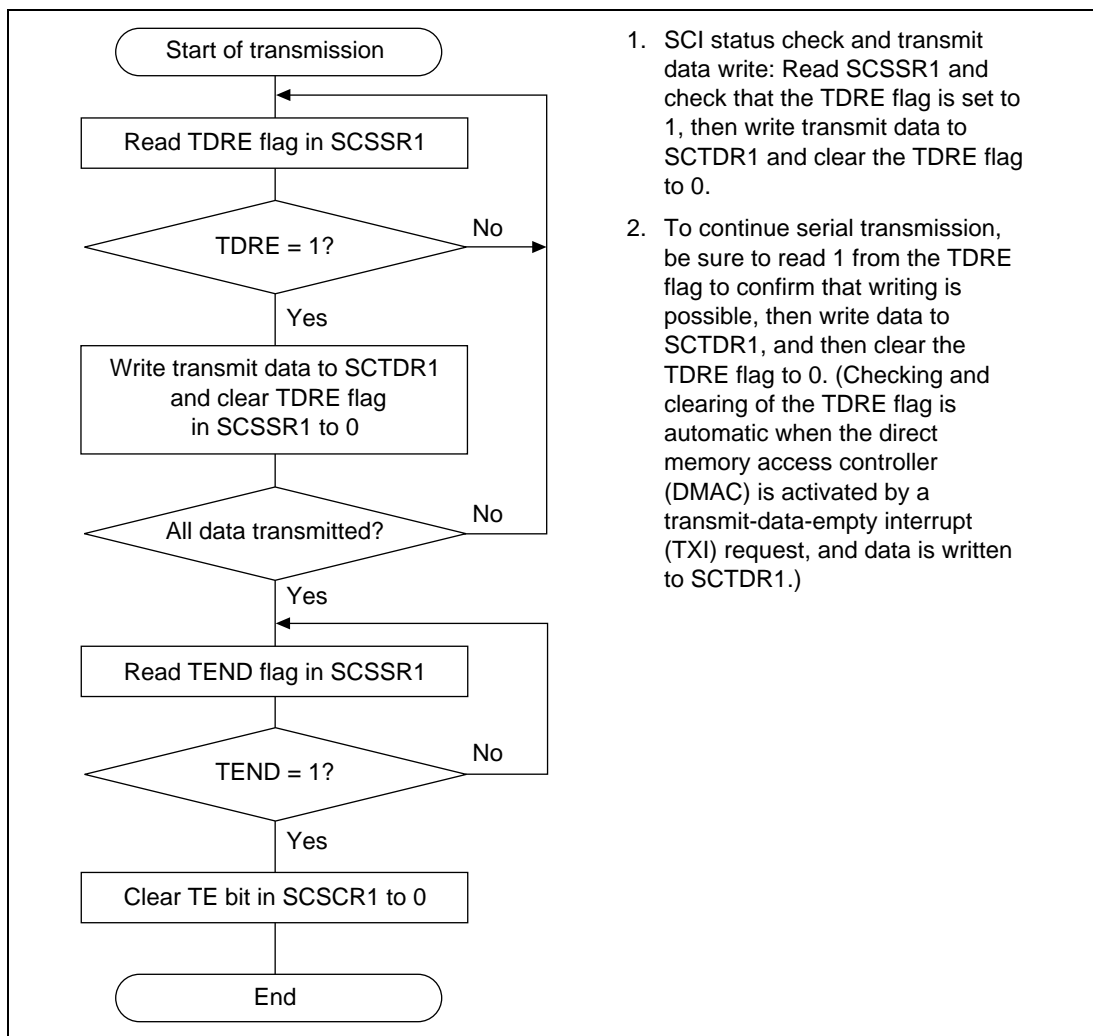 Start of transmission
Read TDRE flag in SCSSR1
TDRE = 1?
No
Yes
Write transmit data to SCTDR1
and clear TDRE flag
in SCSSR1 to 0
All data transmitted?
No
Yes
Read TEND flag in SCSSR1
TEND = 1?
No
Yes
Clear TE bit in SCSCR1 to 0
End
1. SCI status check and transmit
data write: Read SCSSR1 and
check that the TDRE flag is set to
1, then write transmit data to
SCTDR1 and clear the TDRE flag
to 0.
2. To continue serial transmission,
be sure to read 1 from the TDRE
flag to confirm that writing is
possible, then write data to
SCTDR1, and then clear the
TDRE flag to 0. (Checking and
clearing of the TDRE flag is
automatic when the direct
memory access controller
(DMAC) is activated by a
transmit-data-empty interrupt
(TXI) request, and data is written
to SCTDR1.)